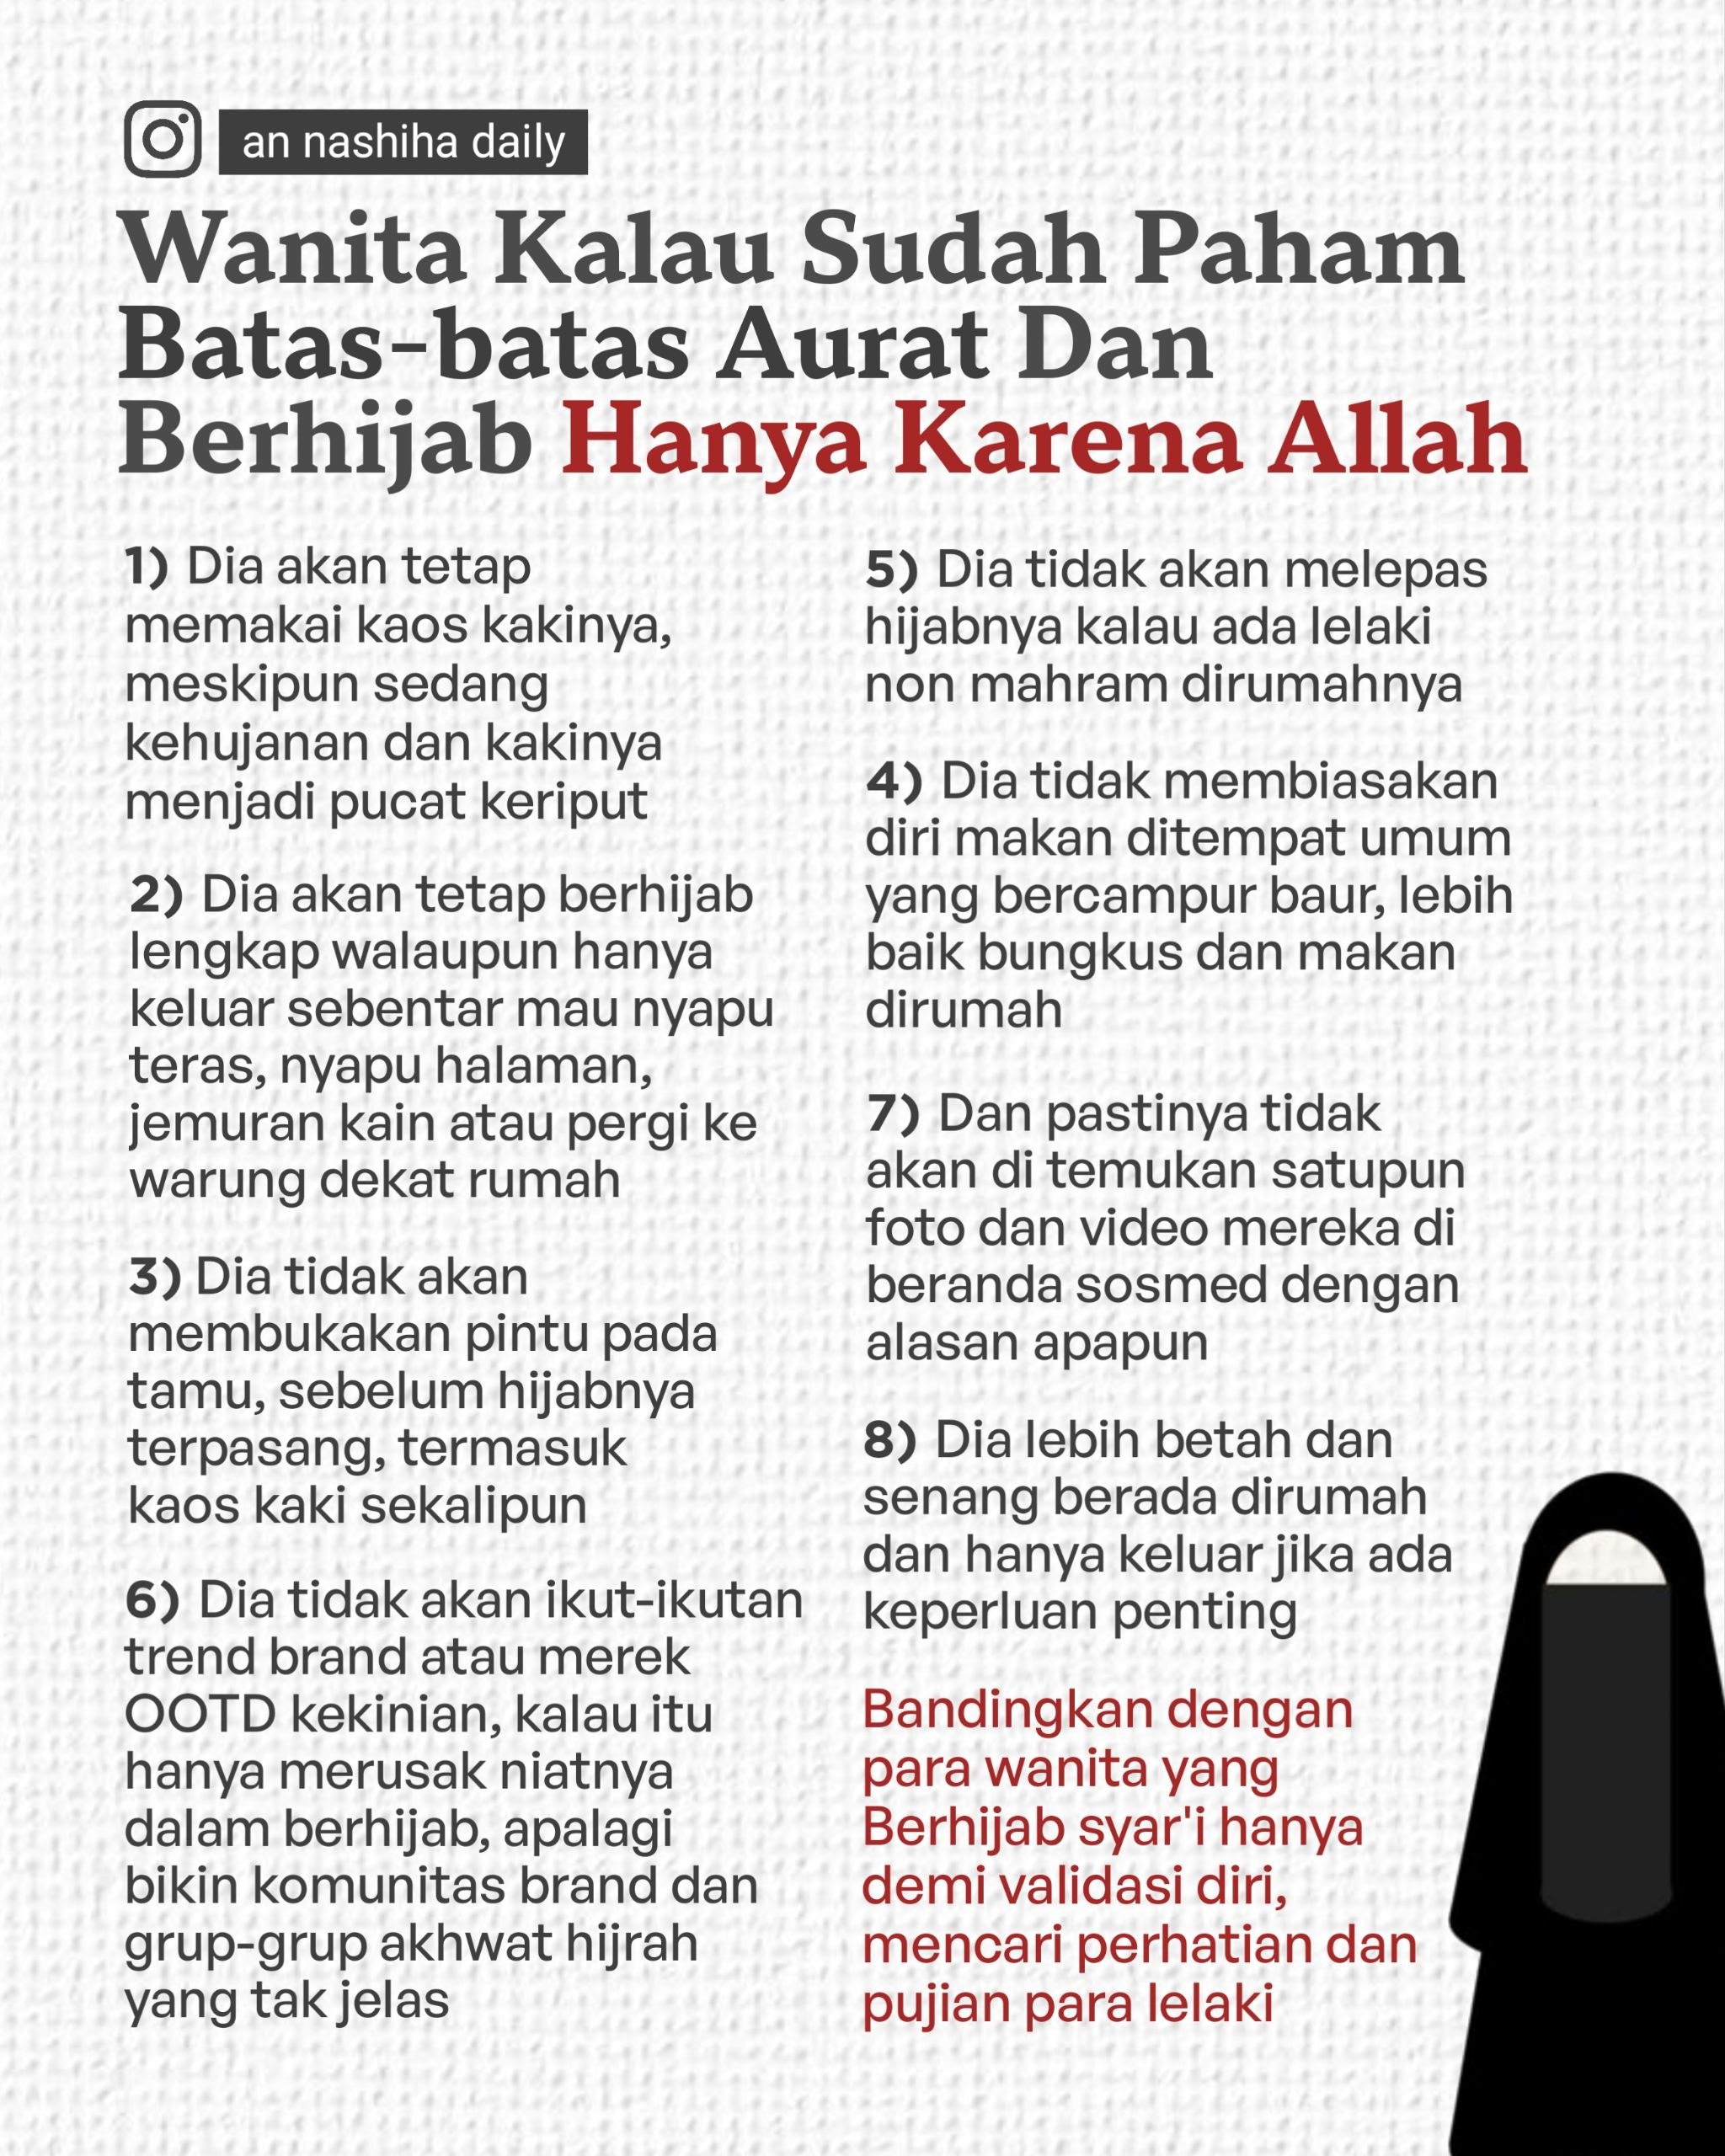 an nashiha daily
Wanita Kalau Sudah Paham
Batas-batas Aurat Dan
Berhijab Hanya Karena Allah
1) Dia akan tetap
memakai kaos kakinya,
meskipun sedang
kehujanan dan kakinya
menjadi pucat keriput
2) Dia akan tetap berhijab
lengkap walaupun hanya
keluar sebentar mau nyapu
teras, nyapu halaman,
jemuran kain atau pergi ke
warung dekat rumah
3) Dia tidak akan
membukakan pintu pada
tamu, sebelum hijabnya
terpasang, termasuk
kaos kaki sekalipun
6) Dia tidak akan ikut-ikutan
trend brand atau merek
OOTD kekinian, kalau itu
hanya merusak niatnya
dalam berhijab, apalagi
bikin komunitas brand dan
grup-grup akhwat hijrah
yang tak jelas
5) Dia tidak akan melepas
hijabnya kalau ada lelaki
non mahram dirumahnya
4) Dia tidak membiasakan
diri makan ditempat umum
yang bercampur baur, lebih
baik bungkus dan makan
dirumah
7) Dan pastinya tidak
akan di temukan satupun
foto dan video mereka di
beranda sosmed dengan
alasan apapun
8) Dia lebih betah dan
senang berada dirumah
dan hanya keluar jika ada
keperluan penting
Bandingkan dengan
para wanita yang
Berhijab syar'i hanya
demi validasi diri,
mencari perhatian dan
pujian para lelaki